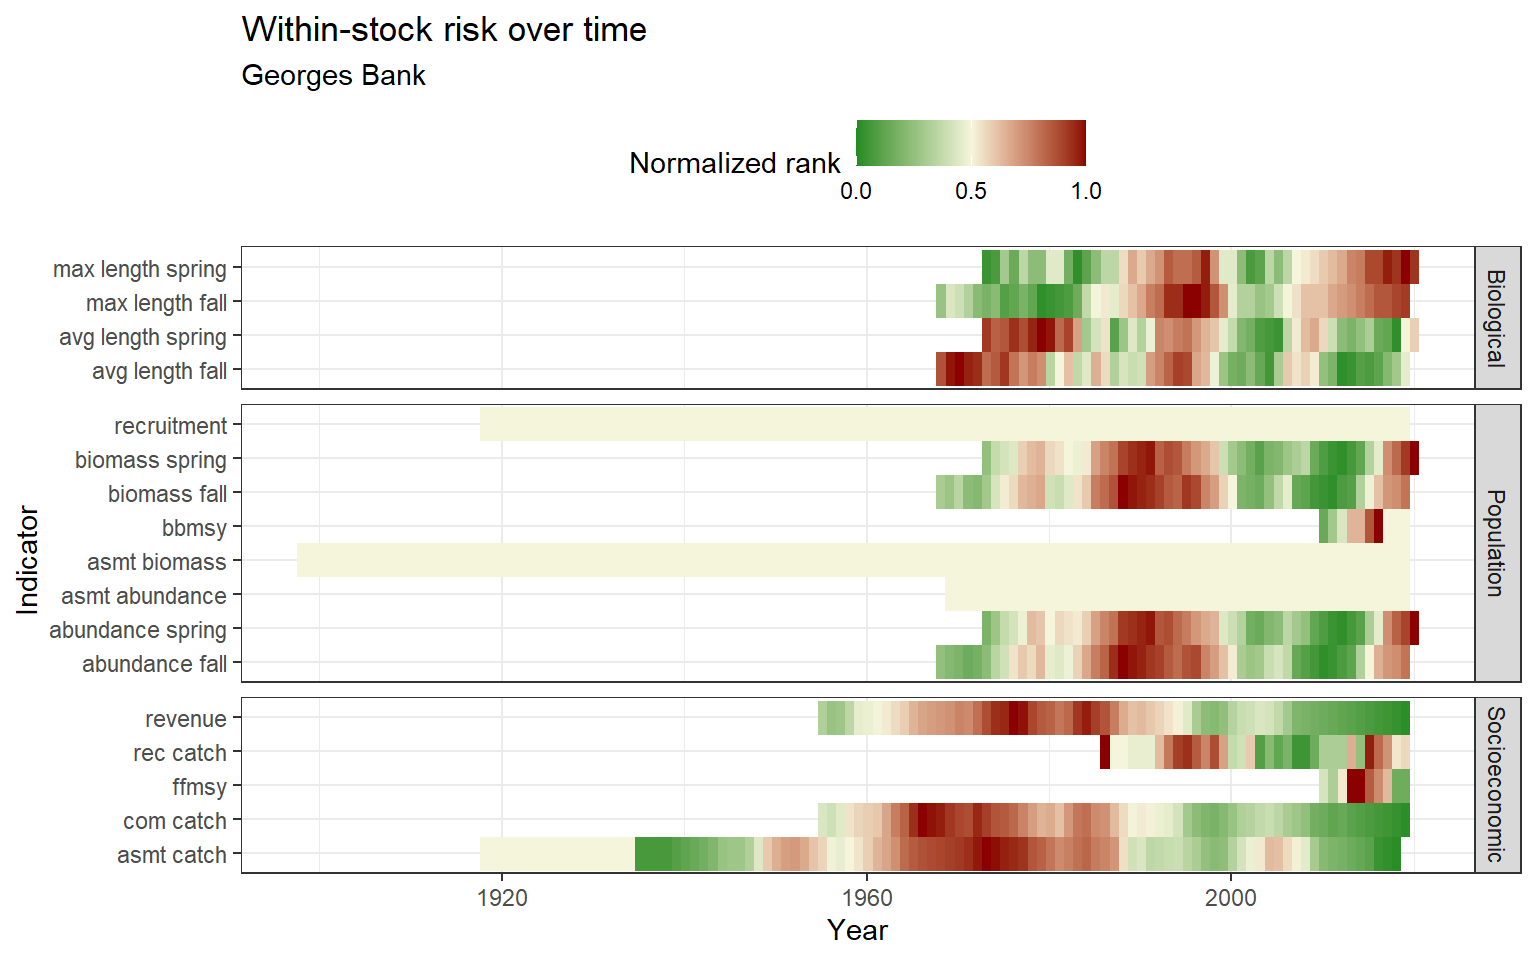 Within-stock risk over time
Georges Bank
Normalized rank
0.0 0.5 1.0
max length spring
max length fall
avg length spring
avg length fall
Biological
recruitment
biomass spring
biomass fall
bbmsy
asmt biomass
asmt abundance
abundance spring
abundance fall
Population
revenue
rec catch
ffmsy
com catch
asmt catch
Socioeconomic
Indicator
1920 1960 2000
Year